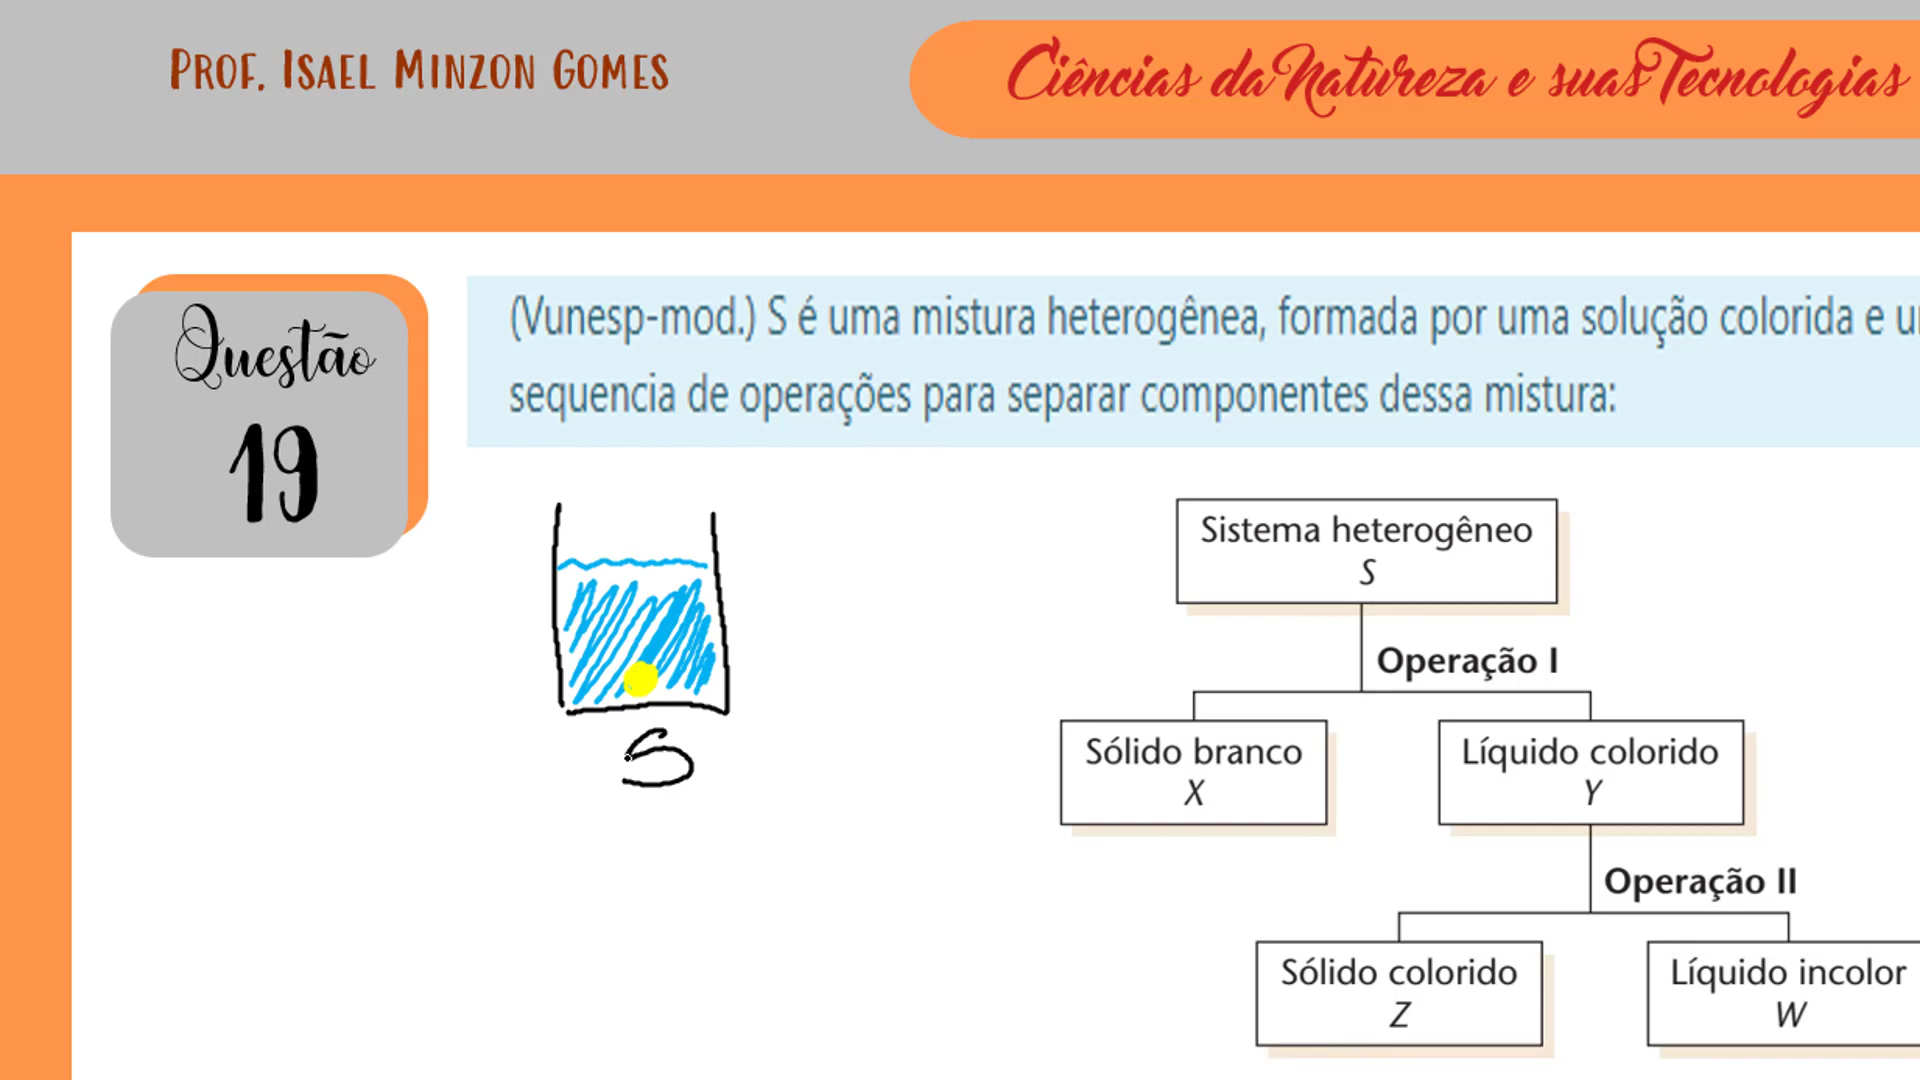 PROF. ISAEL MINZON GOMES
Ciências da Natureza e suas Tecnologias
Questão
19
(Vunesp-mod.) S é uma mistura heterogênea, formada por uma solução colorida e
sequencia de operações para separar componentes dessa mistura:
Sistema heterogêneo
S
Operação I
Sólido branco
X
Líquido colorido
Y
S
Operação II
Sólido colorido
Z
Líquido incolor
W